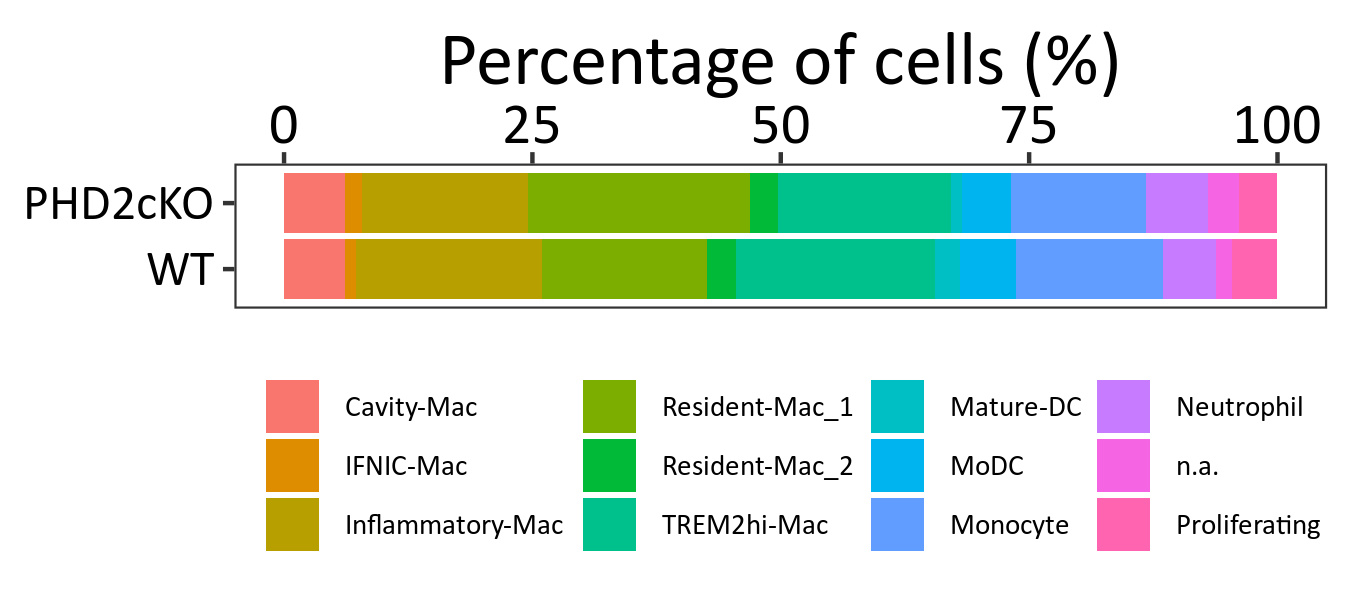 Percentage of cells (%)
0 25 50 75 100
PHD2cKO
WT
Cavity-Mac Resident-Mac_1 Mature-DC Neutrophil
IFNIC-Mac Resident-Mac_2 MoDC n.a.
Inflammatory-Mac TREM2hi-Mac Monocyte Proliferating